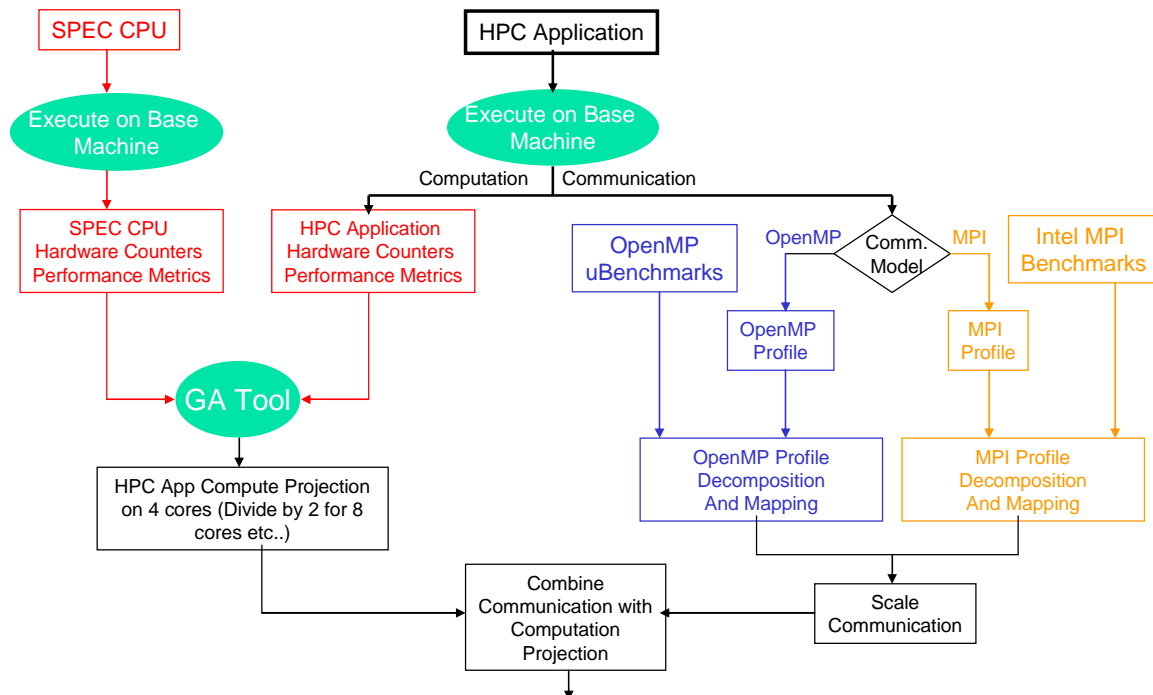 SPEC CPU
HPC Application
Execute on Base
Machine
Execute on Base
Machine
Computation
Communication
SPEC CPU
Hardware Counters
Performance Metrics
HPC Application
Hardware Counters
Performance Metrics
OpenMP
uBenchmarks
OpenMP
Comm.
Model
MPI
Intel MPI
Benchmarks
OpenMP
Profile
MPI
Profile
GA Tool
OpenMP Profile
Decomposition
And Mapping
MPI Profile
Decomposition
And Mapping
HPC App Compute Projection
on 4 cores (Divide by 2 for 8
cores etc..)
Combine
Communication with
Computation
Projection
Scale
Communication